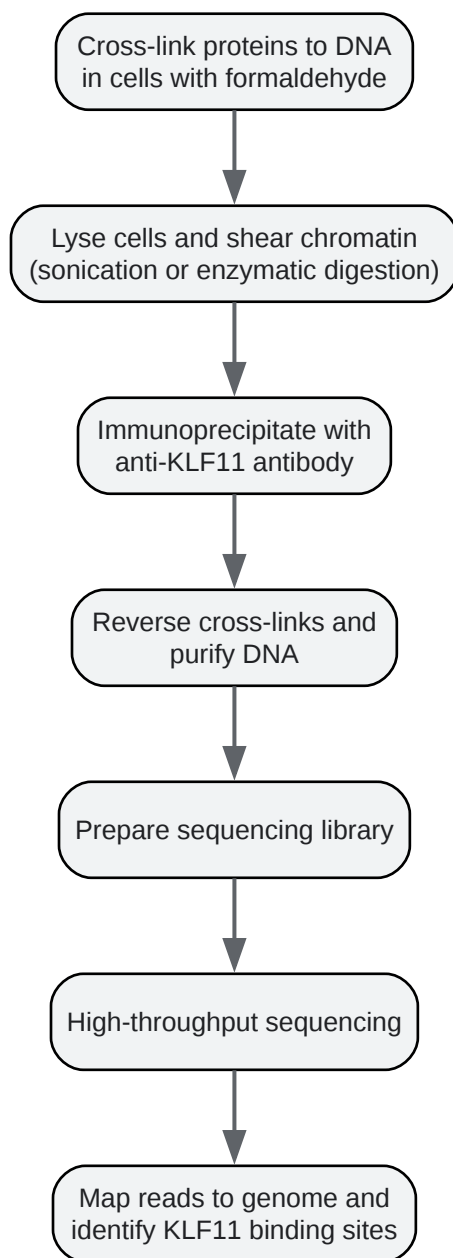 Cross-link proteins to DNA
in cells with formaldehyde
Lyse cells and shear chromatin
(sonication or enzymatic digestion)
Immunoprecipitate with
anti-KLF11 antibody
Reverse cross-links and
purify DNA
Prepare sequencing library
High-throughput sequencing
Map reads to genome and
identify KLF11 binding sites